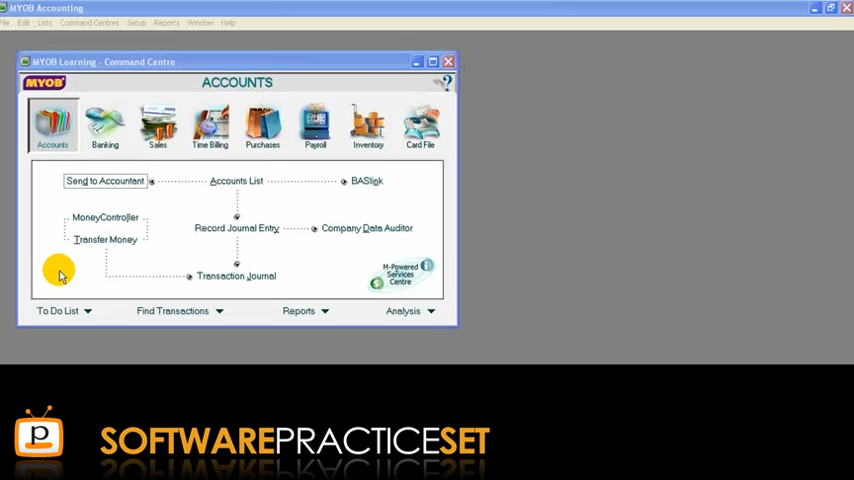 MYOB Accounting
File Edit Lists Command Centres Setup Reports Window Help
MYOB Learning - Command Centre
MYOB
ACCOUNTS
Accounts Banking Sales Time Billing Purchases Payroll Inventory Card File
Send to Accountant Accounts List BASlink
MoneyController
Record Journal Entry Company Data Auditor
Transfer Money
M-Powered
Services
Centre
Transaction Journal
To Do List Find Transactions Reports Analysis
p SOFTWAREPRACTICESET